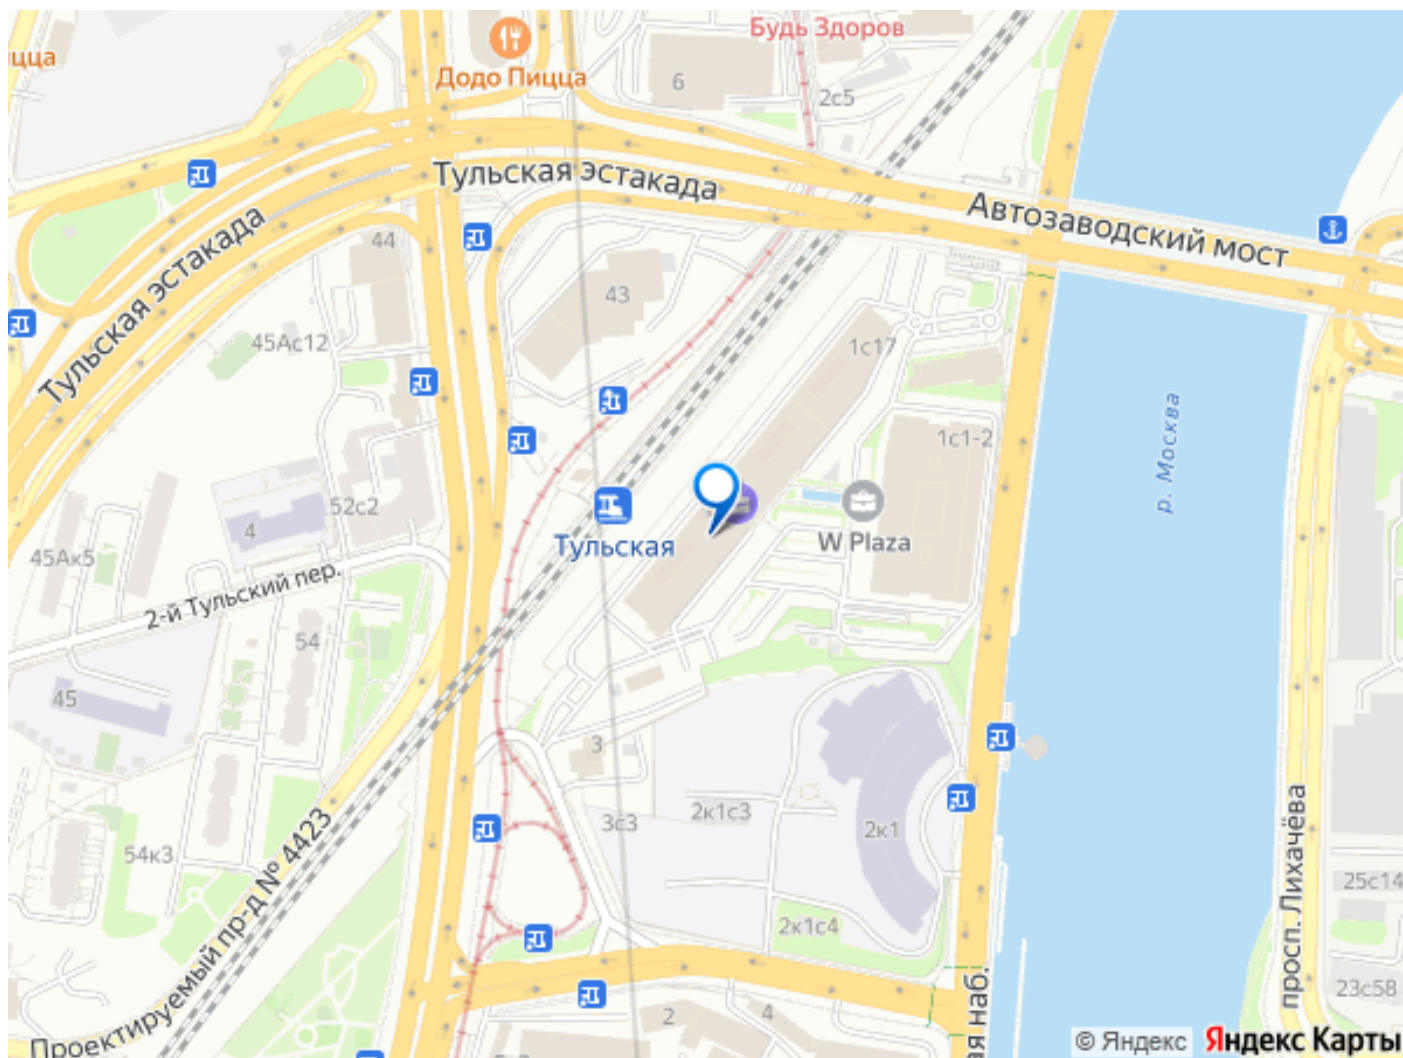 Будь Здоров
ицца
Додо Пицца
6
2с5
Тульская эстакада
Автозаводский мост
Тульская эстакада
44
43
45Ас12
1с17
1с1-2
р. Москва
52с2
4
45Ак5
W Plaza
Тульская
2-й Тульский пер.
54
45
3
2к1с3
3с3
2к1
54к3
Проектируемый пр-д № 4423
просп. Лихачёва
25с14
2к1с4
23с58
ая наб.
2
4
© Яндекс Яндекс Карты